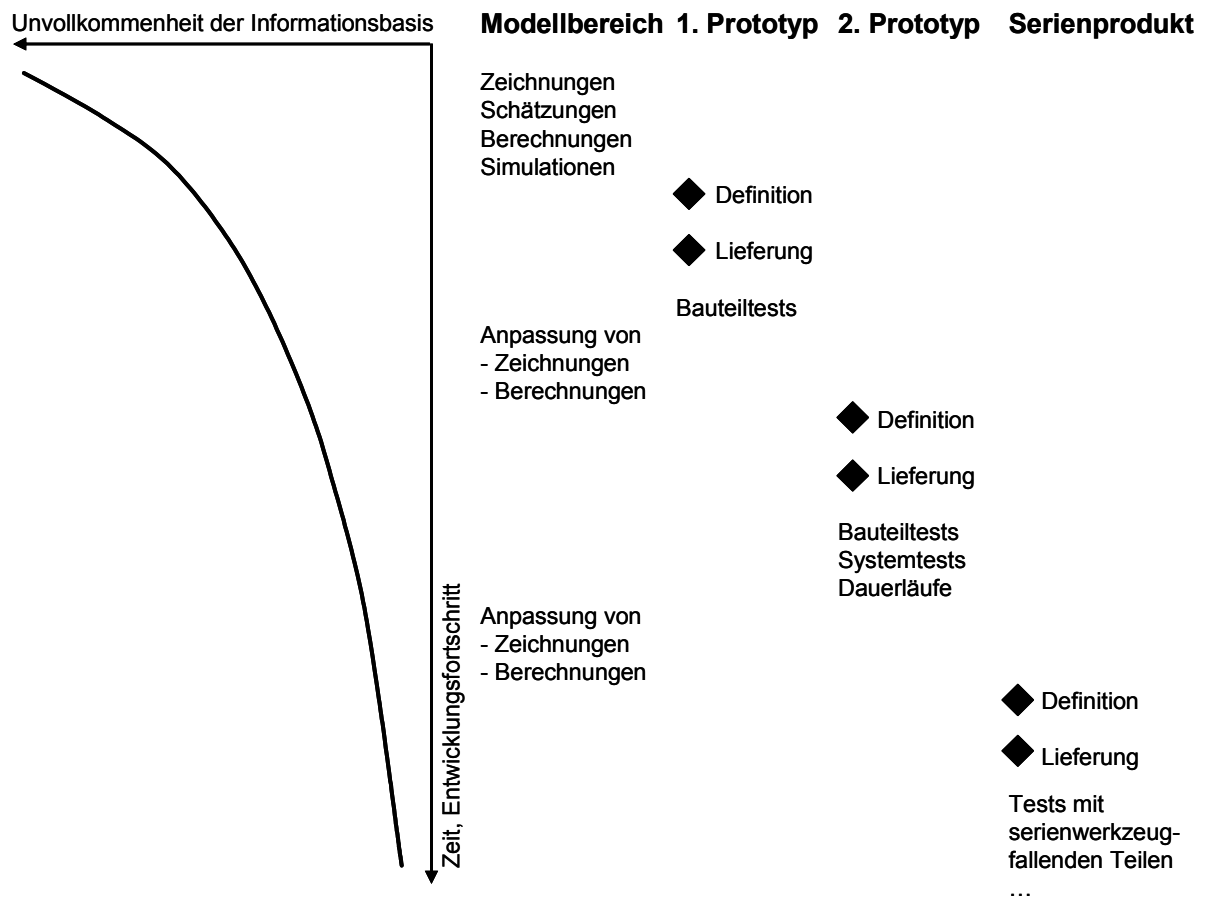 Unvollkommenheit der Informationsbasis
Modellbereich
1. Prototyp
2. Prototyp
Serienprodukt
Zeichnungen
Schätzungen
Berechnungen
Simulationen
Definition
Lieferung
Bauteiltests
Anpassung von
- Zeichnungen
- Berechnungen
Definition
Lieferung
Bauteiltests
Systemtests
Dauerläufe
Zeit, Entwicklungsfortschritt
Anpassung von
- Zeichnungen
- Berechnungen
Definition
Lieferung
Tests mit
serienwerkzeug-
fallenden Teilen
…